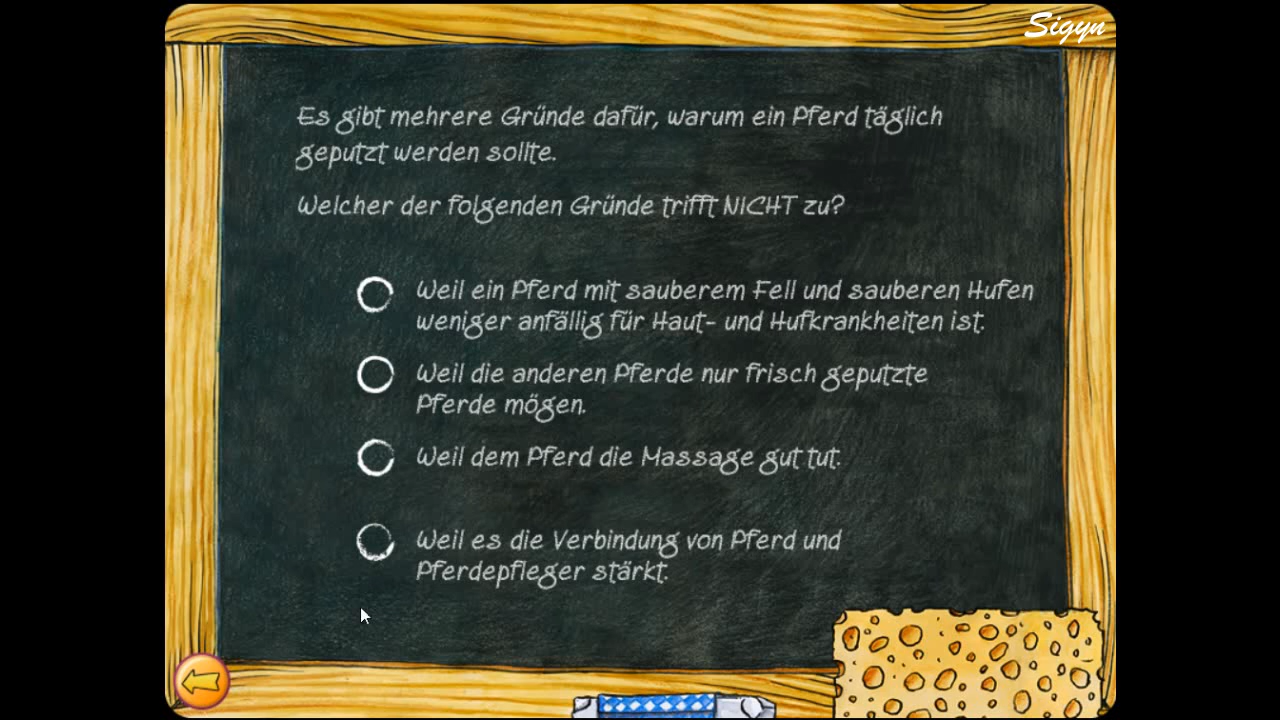 Sigyn
Es gibt mehrere Gründe dafür, warum ein Pferd täglich
geputzt werden sollte.
Welcher der folgenden Gründe trifft NICHT zu?
Weil ein Pferd mit sauberem Fell und sauberen Hufen
weniger anfällig für Haut- und Hufkrankheiten ist.
Weil die anderen Pferde nur frisch geputzte
Pferde mögen.
Weil dem Pferd die Massage gut tut.
Weil es die Verbindung von Pferd und
Pferdepfleger stärkt.